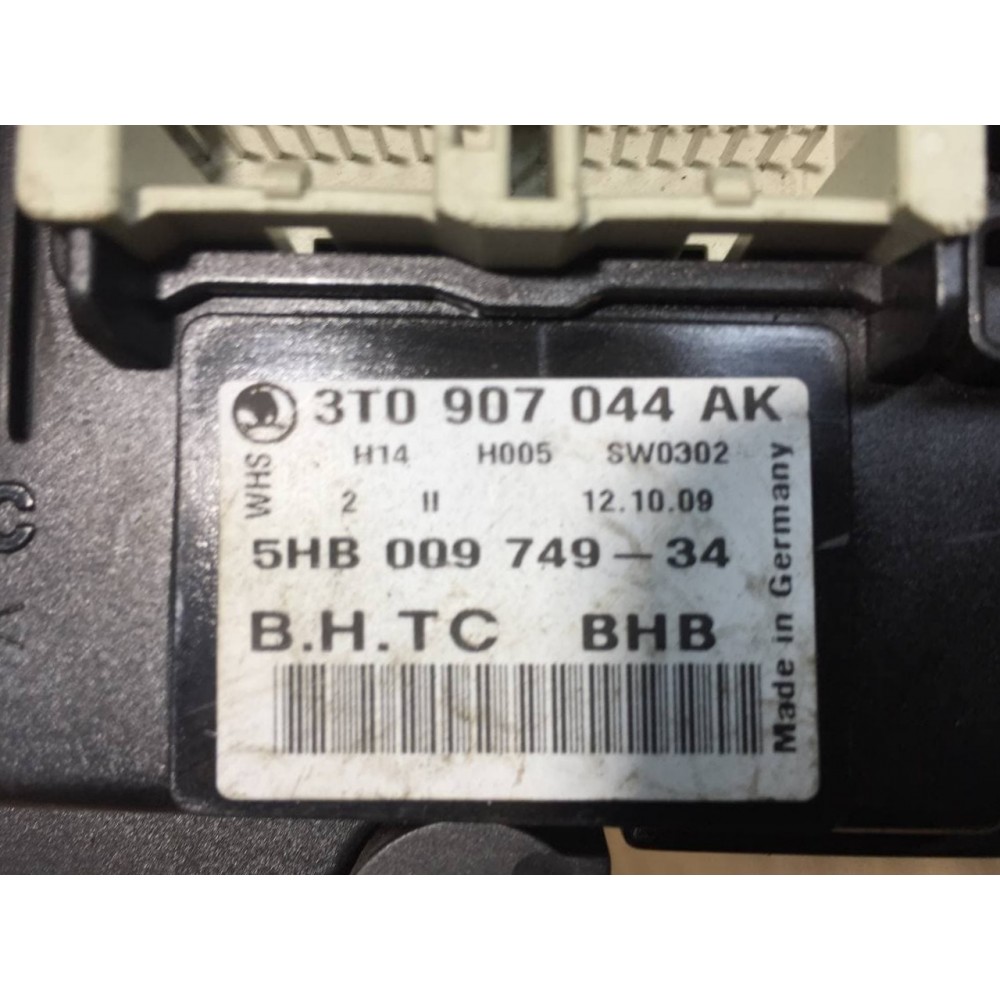 3T0 907 044 AK
H14 H005 SW0302
WHS
2 II 12.10.09
5HB 009 749-34
B.H.TC BHB
Made in Germany